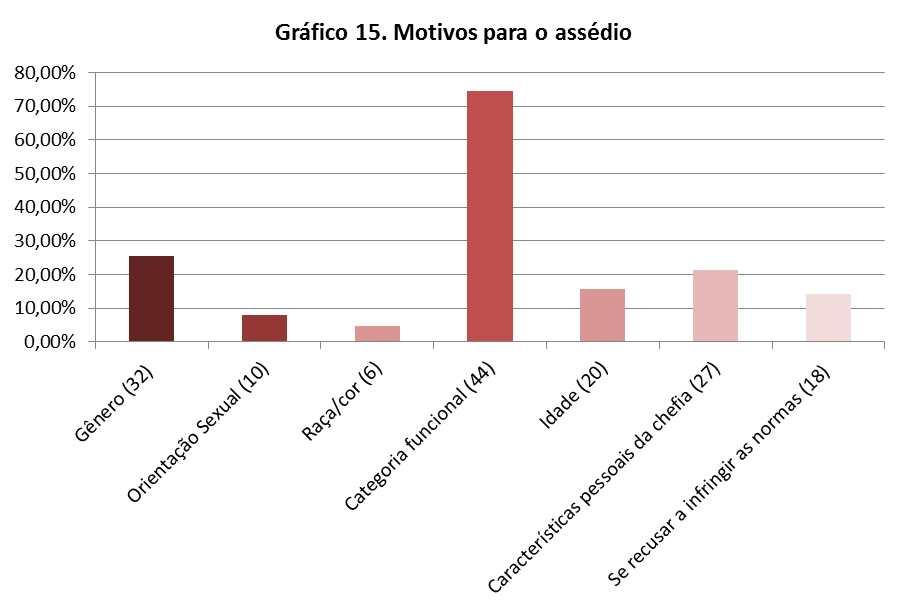 Gráfico 15. Motivos para o assédio
80,00%
70,00%
60,00%
50,00%
40,00%
30,00%
20,00%
10,00%
0,00%
Gênero (32)
Orientação Sexual (10)
Raça/cor (6)
Categoria funcional (44)
Idade (20)
Características pessoais da chefia (27)
Se recusar a infringir as normas (18)